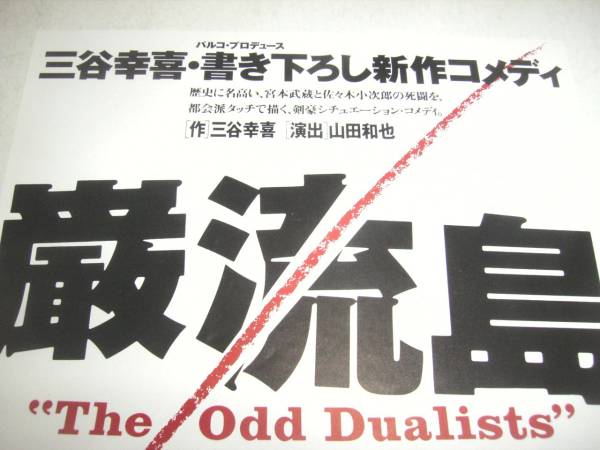 パルコ・プロデュース
三谷幸喜・書き下ろし新作コメディ
歴史に名高い、宮本武蔵と佐々木小次郎の死闘を、
都会派タッチで描く、剣豪シチュエーション・コメディ。
[作]三谷幸喜 [演出]山田和也
巌流島
“The Odd Dualists”